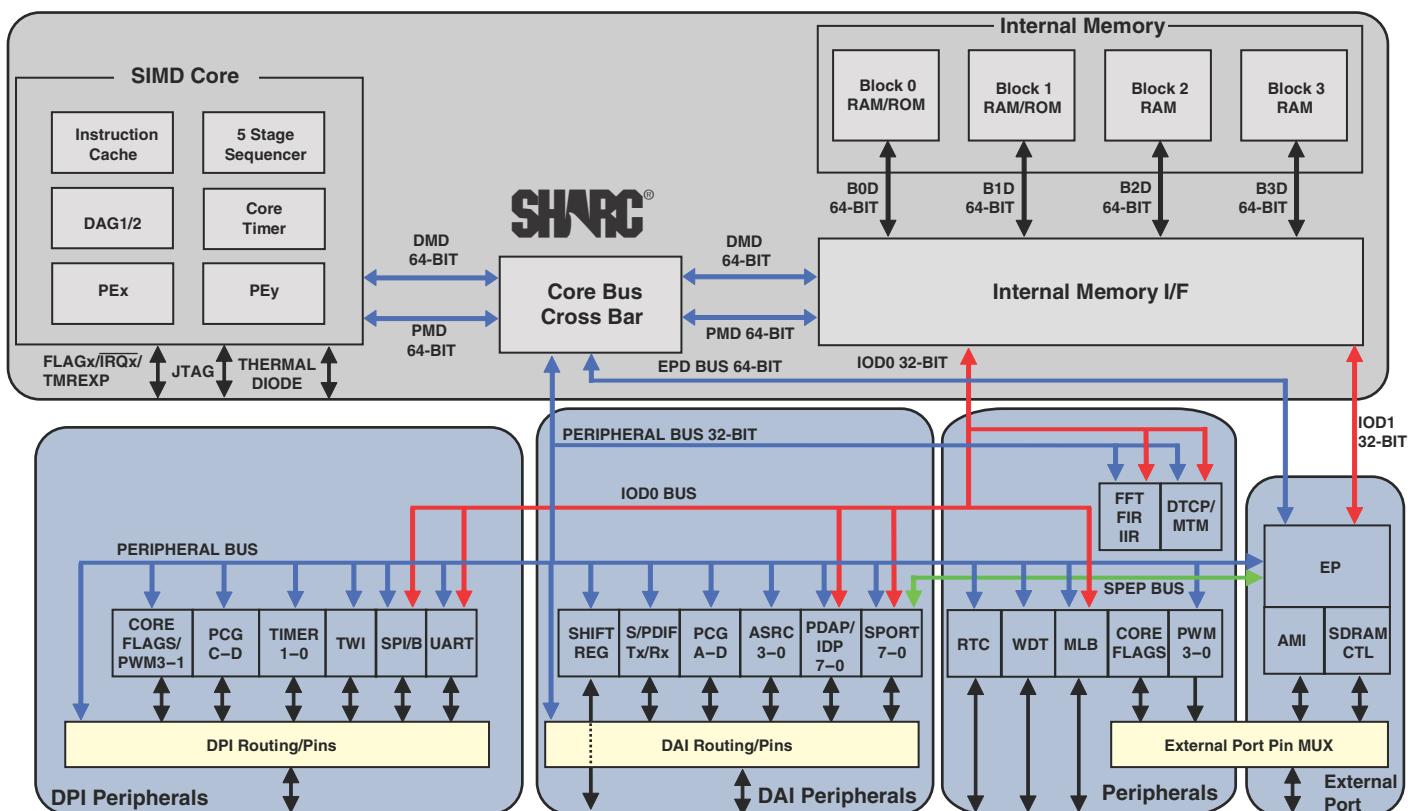 Internal Memory
SIMD Core
Block 0
RAM/ROM
Block 1
RAM/ROM
Block 2
RAM
Block 3
RAM
Instruction
Cache
5 Stage
Sequencer
B0D
64-BIT
B1D
64-BIT
B2D
64-BIT
B3D
64-BIT
DAG1/2
Core
Timer
SHARC®
DMD
64-BIT
DMD
64-BIT
PEx
PEy
Core Bus
Cross Bar
Internal Memory I/F
PMD
64-BIT
PMD 64-BIT
FLAGx/IRQx/
TMREXP
JTAG
THERMAL
DIODE
EPD BUS 64-BIT
IOD0 32-BIT
IOD1
32-BIT
PERIPHERAL BUS 32-BIT
IOD0 BUS
FFT
FIR
IIR
DTCP/
MTM
PERIPHERAL BUS
EP
SPEP BUS
CORE
FLAGS/
PWM3–1
PCG
C–D
TIMER
1–0
TWI
SPI/B
UART
SHIFT
REG
S/PDIF
Tx/Rx
PCG
A–D
ASRC
3–0
PDAP/
IDP
7–0
SPORT
7–0
RTC
WDT
MLB
CORE
FLAGS
PWM
3–0
AMI
SDRAM
CTL
DPI Routing/Pins
DAI Routing/Pins
External Port Pin MUX
DPI Peripherals
DAI Peripherals
Peripherals
External
Port